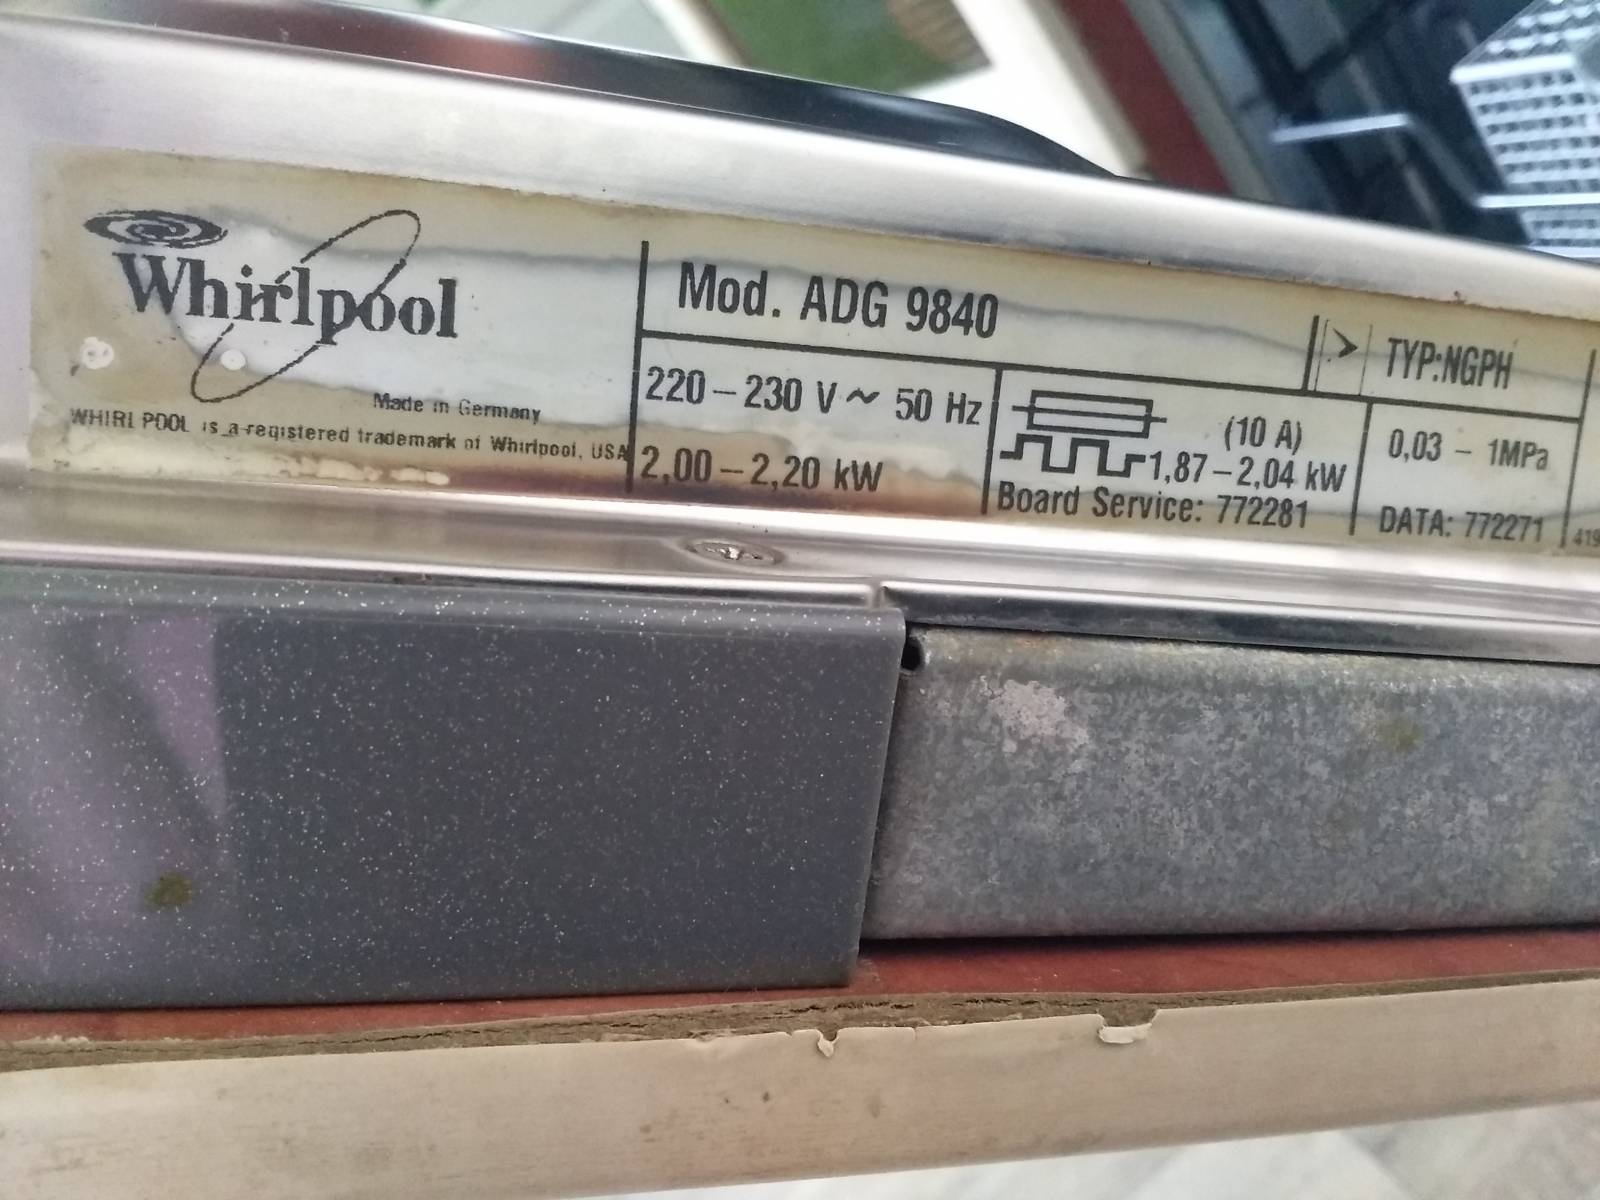 Whirlpool
Made in Germany
WHIRLPOOL is a registered trademark of Whirlpool, USA
Mod. ADG 9840
> TYP:NGPH
220–230 V ~ 50 Hz
2,00–2,20 kW
(10 A)
1,87–2,04 kW
Board Service: 772281
0,03 – 1MPa
DATA: 772271